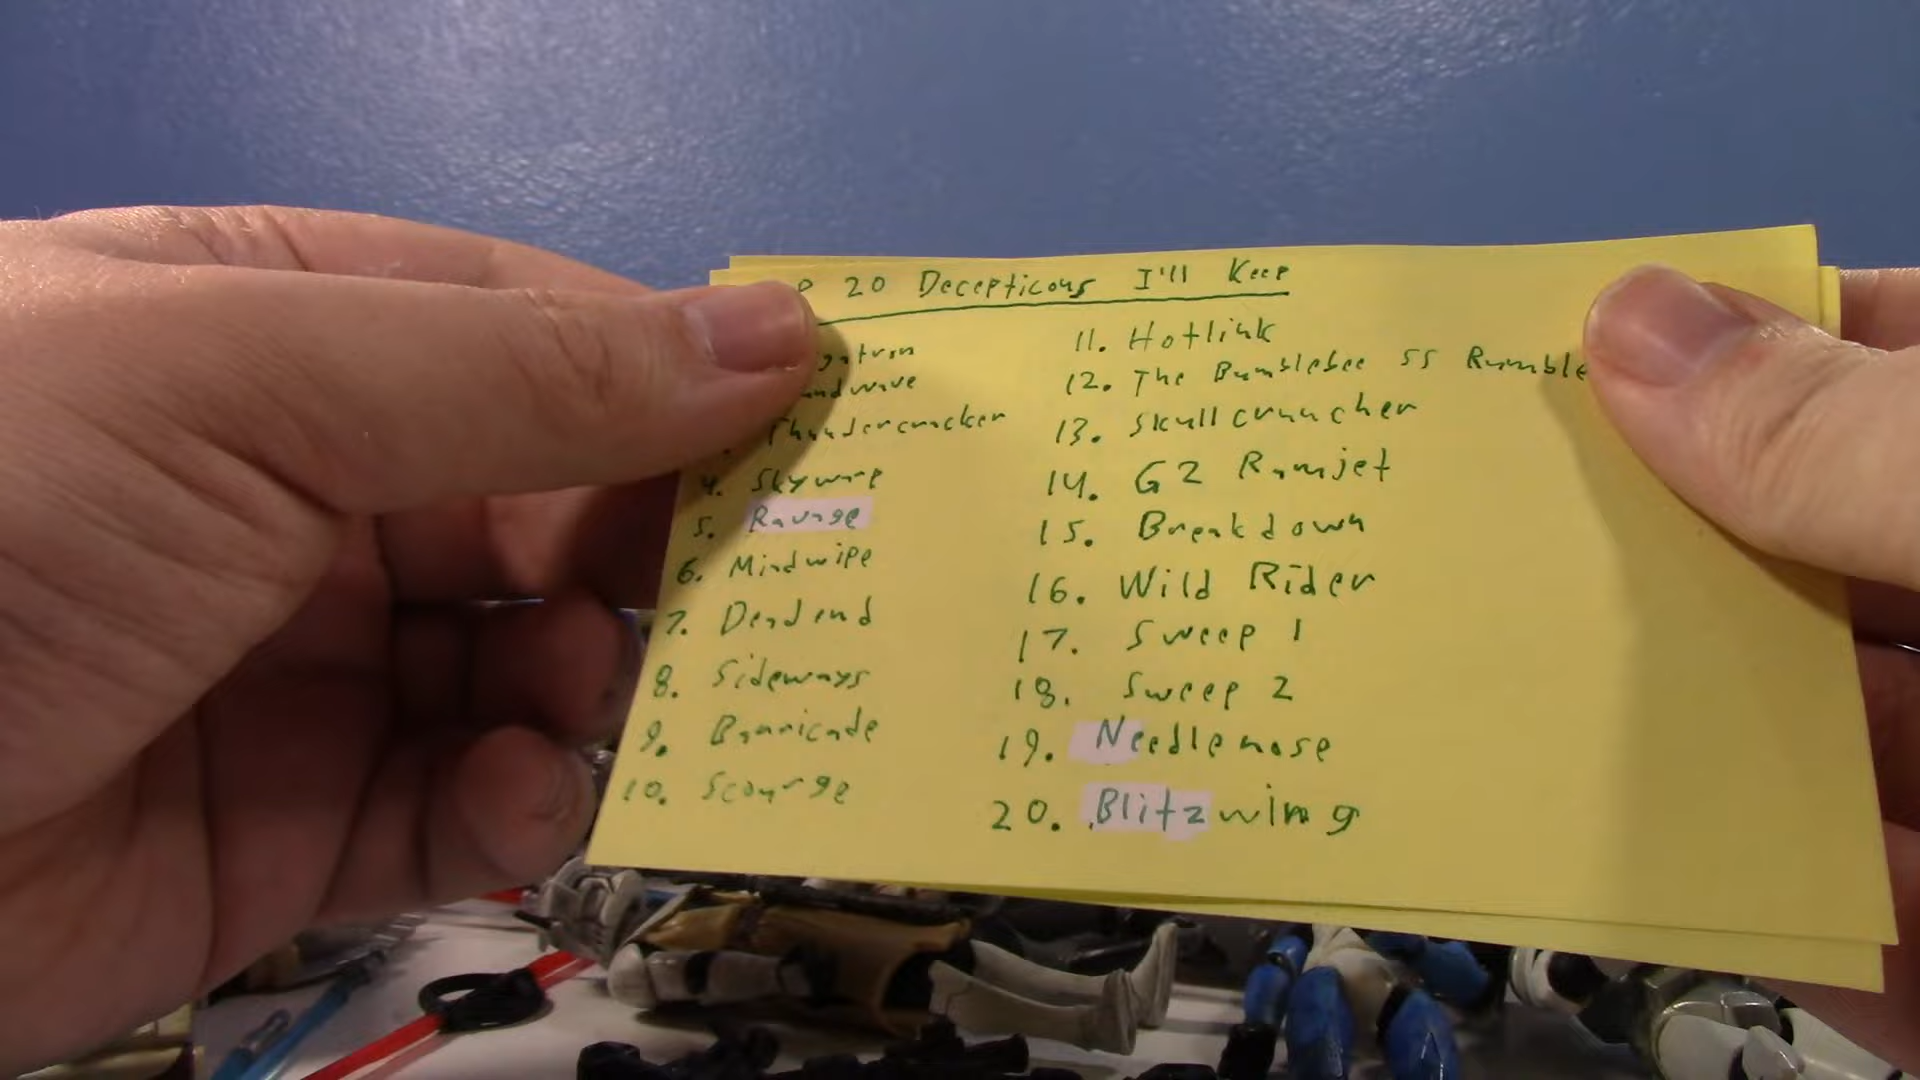 20 Decepticons I'll Keep
4. Skywarp
5. Ravage
6. Mindwipe
7. Deadend
8. Sideways
9. Barricade
10. Scourge
Thundercracker
11. Hotlink
12. The Bumblebee SS Rumble
13. Skullcruncher
14. G2 Ramjet
15. Breakdown
16. Wild Rider
17. Sweep 1
18. Sweep 2
19. Needlenose
20. Blitzwing